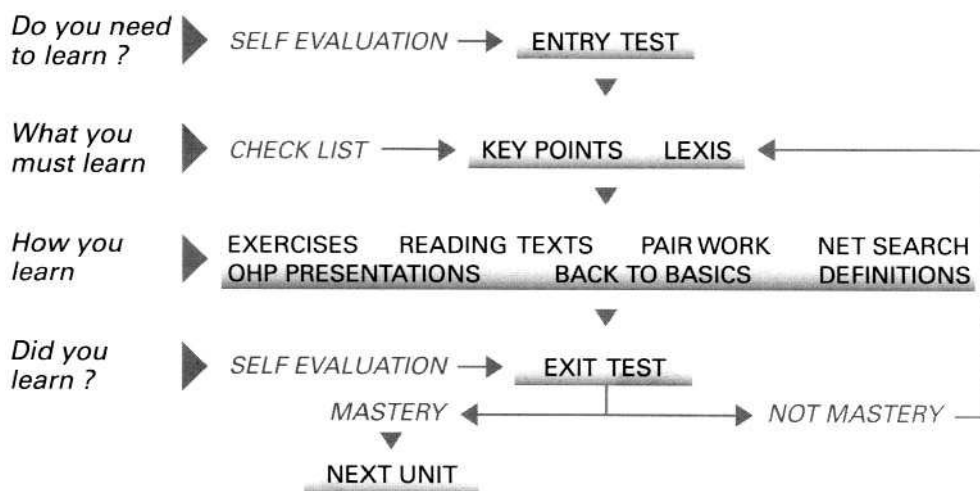 Do you need
to learn ?
SELF EVALUATION
ENTRY TEST
What you
must learn
CHECK LIST
KEY POINTS LEXIS
How you
learn
EXERCISES READING TEXTS PAIR WORK NET SEARCH
OHP PRESENTATIONS BACK TO BASICS DEFINITIONS
Did you
learn ?
SELF EVALUATION
EXIT TEST
MASTERY
NOT MASTERY
NEXT UNIT